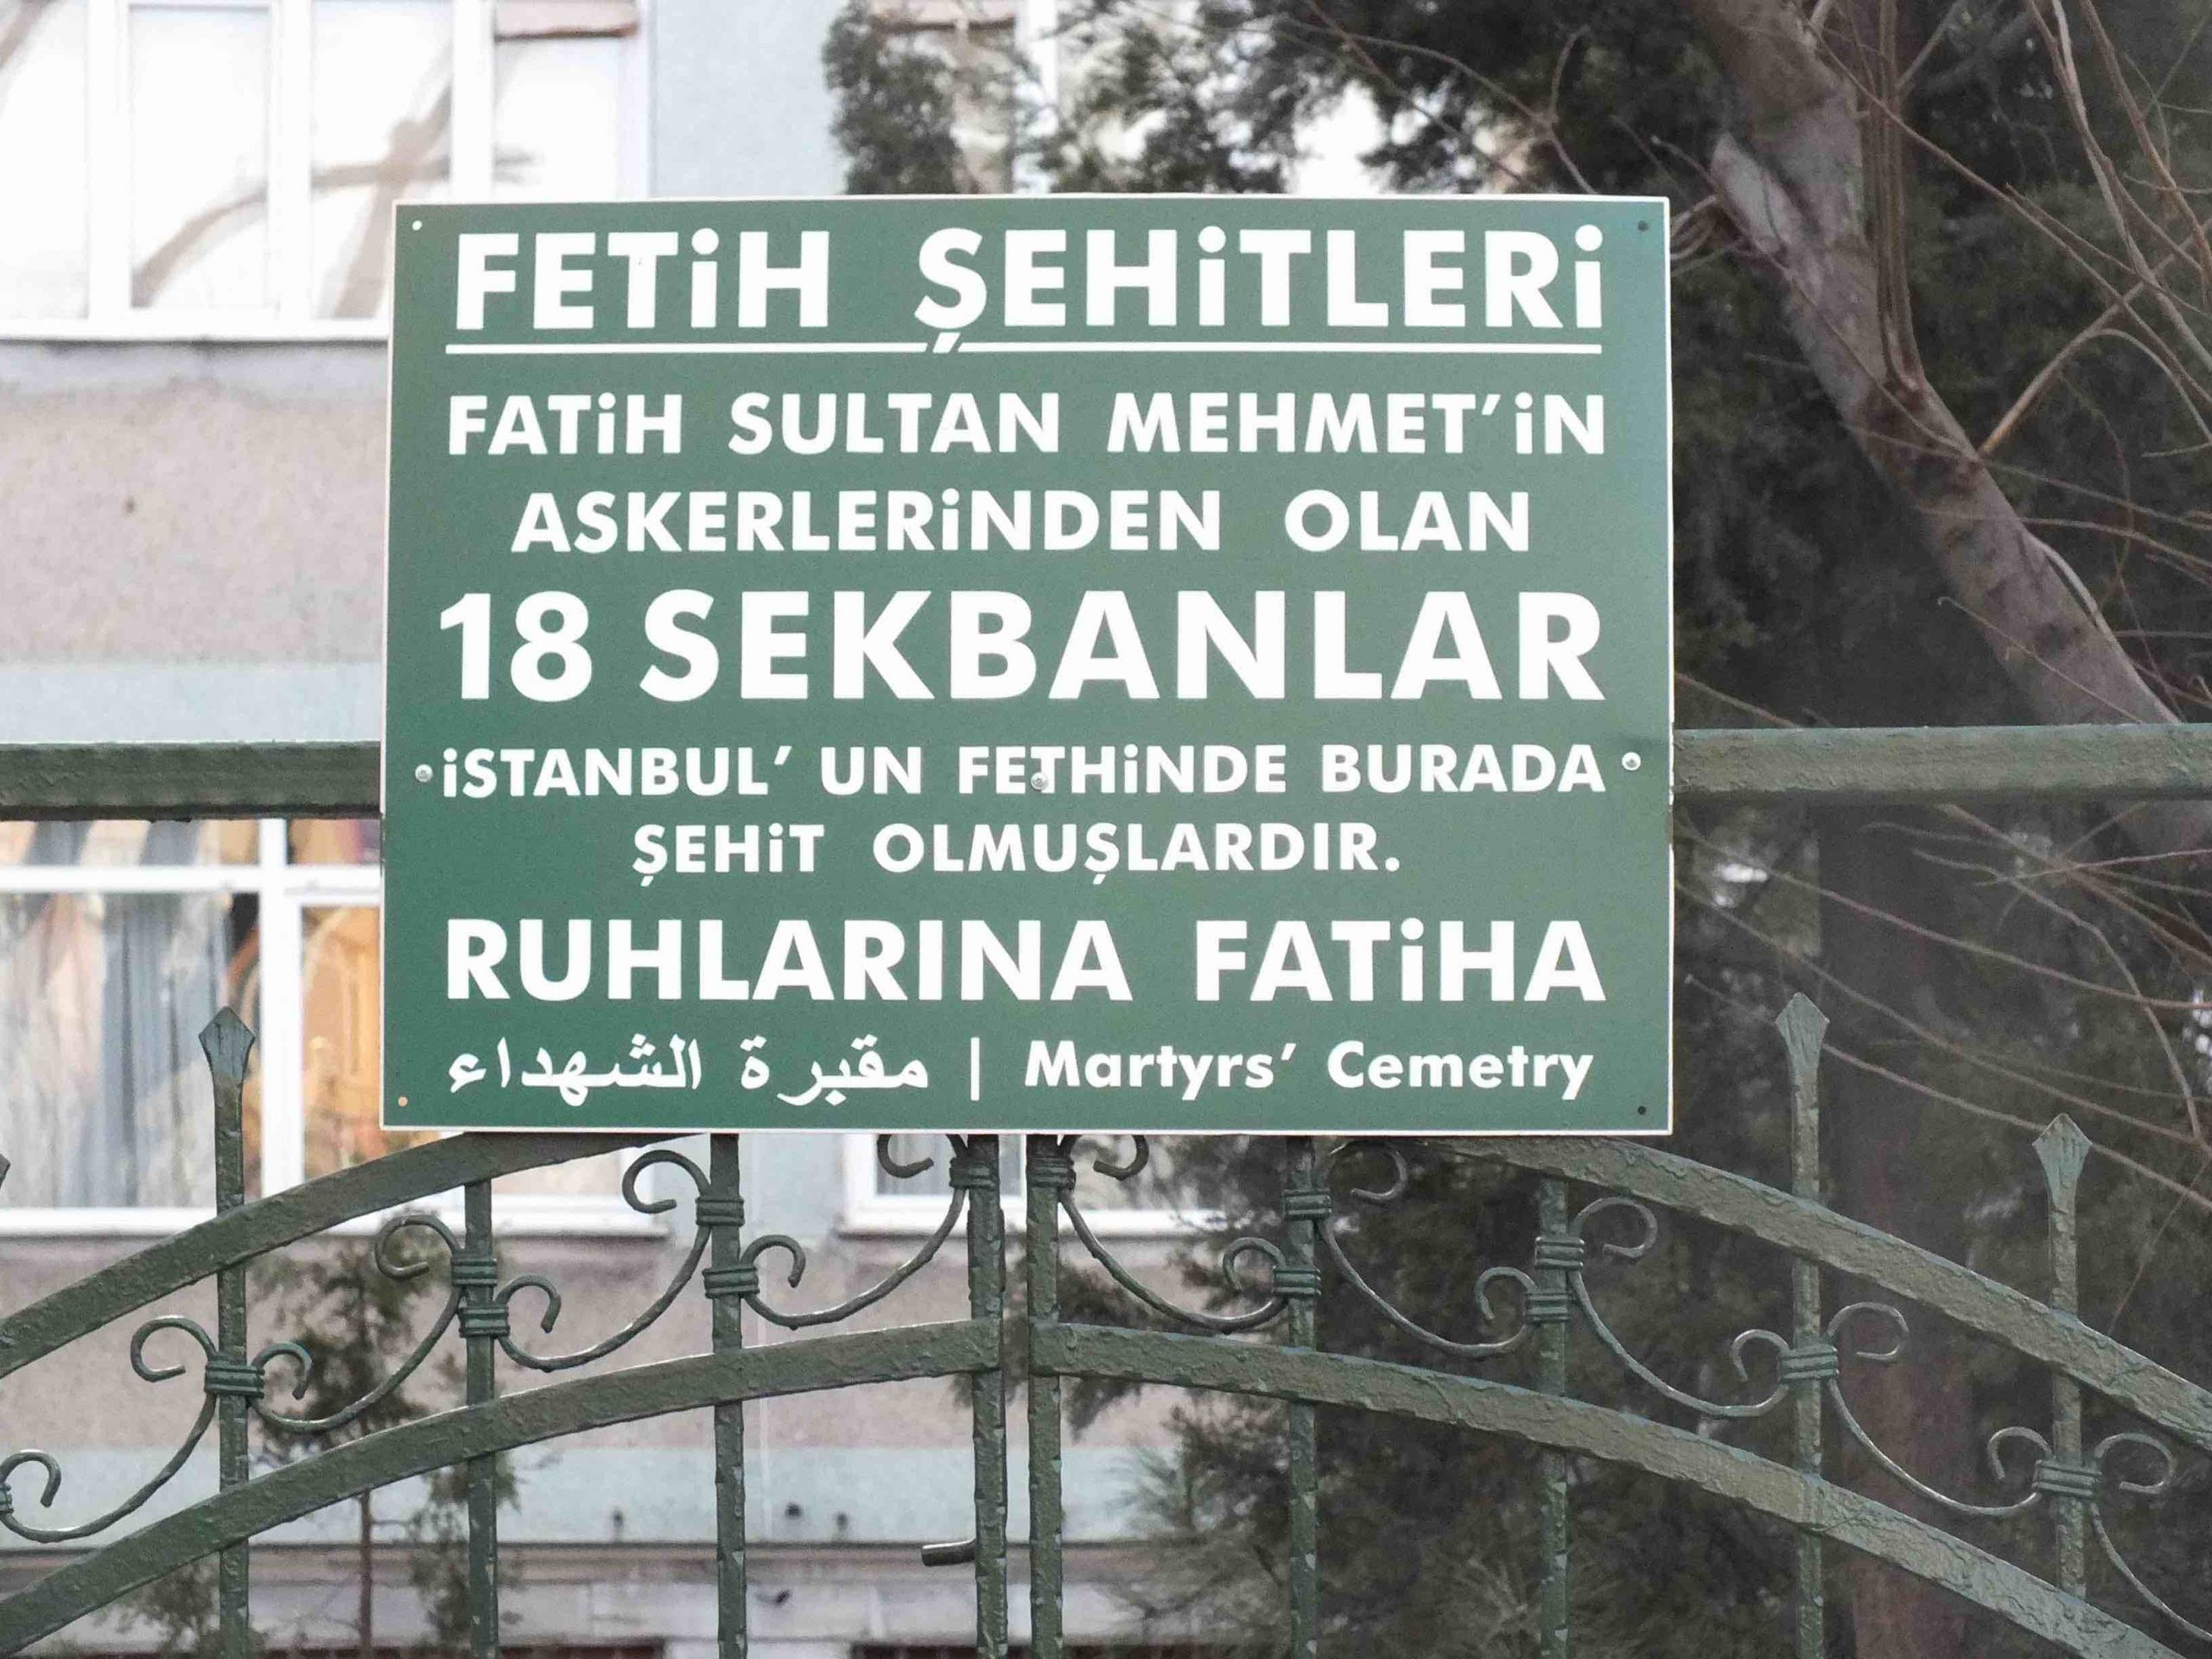 FETiH ŞEHiTLERi
FATiH SULTAN MEHMET'iN
ASKERLERiNDEN OLAN
18 SEKBANLAR
iSTANBUL' UN FETHiNDE BURADA
ŞEHiT OLMUŞLARDIR.
RUHLARINA FATiHA
مقبرة الشهداء | Martyrs' Cemetry